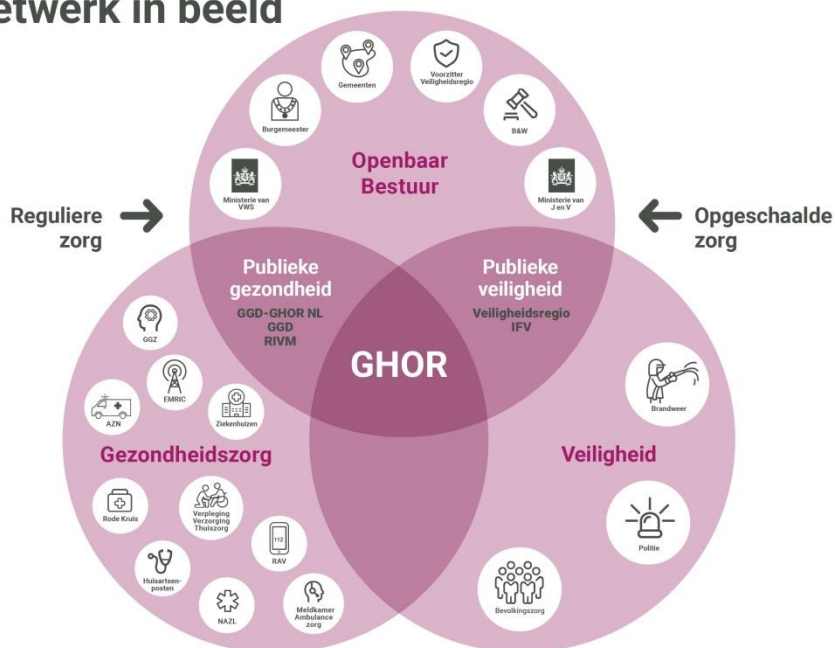 etwerk in beeld
Gemeenten
Voorzitter
Veiligheidsregio
Burgemeester
B&W
Openbaar
Bestuur
Ministerie van
VWS
Ministerie van
J en V
Reguliere
zorg
Opgeschaalde
zorg
Publieke
gezondheid
GGD-GHOR NL
GGD
RIVM
Publieke
veiligheid
Veiligheidsregio
IFV
GHOR
GGZ
EMRIC
AZN
Ziekenhuizen
Brandweer
Gezondheidszorg
Veiligheid
Rode Kruis
Verpleging
Verzorging
Thuiszorg
112
RAV
Politie
Huisartsen-
posten
NAZL
Meldkamer
Ambulance
zorg
Bevolkingszorg